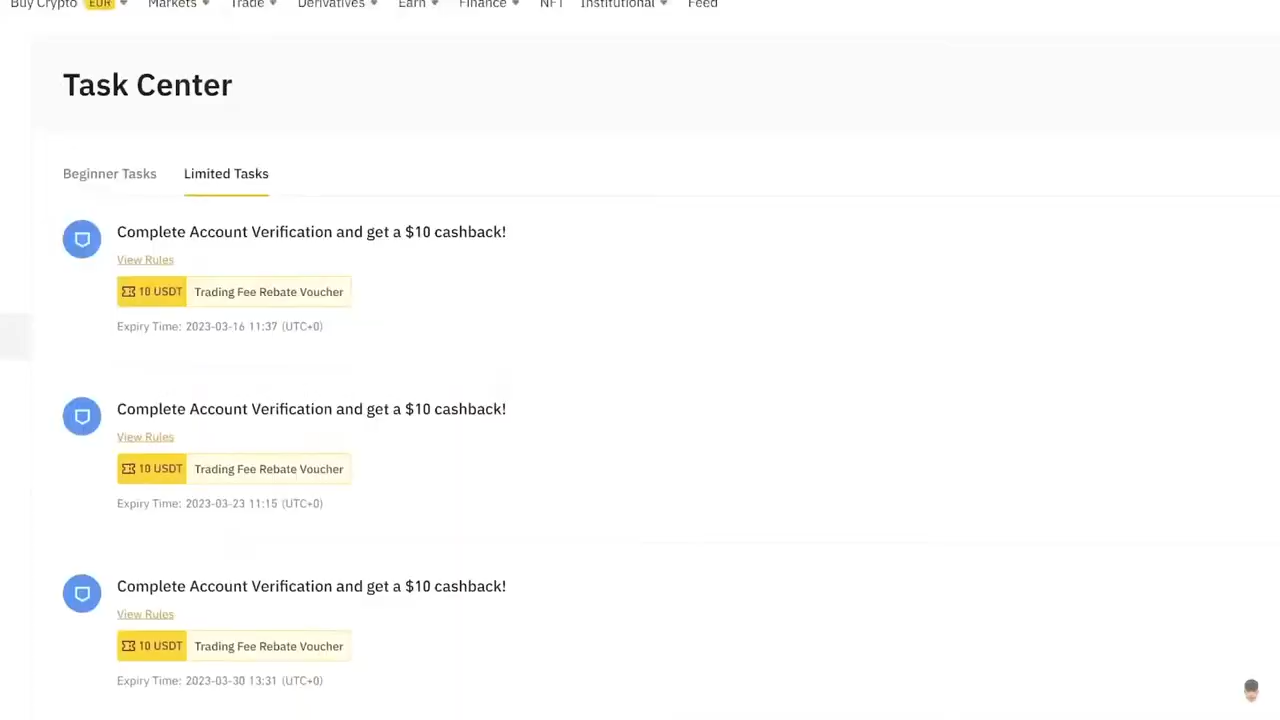 Buy Crypto EUR Markets Trade Derivatives Earn Finance NFT Institutional Feed
Task Center
Beginner Tasks Limited Tasks
Complete Account Verification and get a $10 cashback!
View Rules
10 USDT Trading Fee Rebate Voucher
Expiry Time: 2023-03-16 11:37 (UTC+0)
Complete Account Verification and get a $10 cashback!
View Rules
10 USDT Trading Fee Rebate Voucher
Expiry Time: 2023-03-23 11:15 (UTC+0)
Complete Account Verification and get a $10 cashback!
View Rules
10 USDT Trading Fee Rebate Voucher
Expiry Time: 2023-03-30 13:31 (UTC+0)